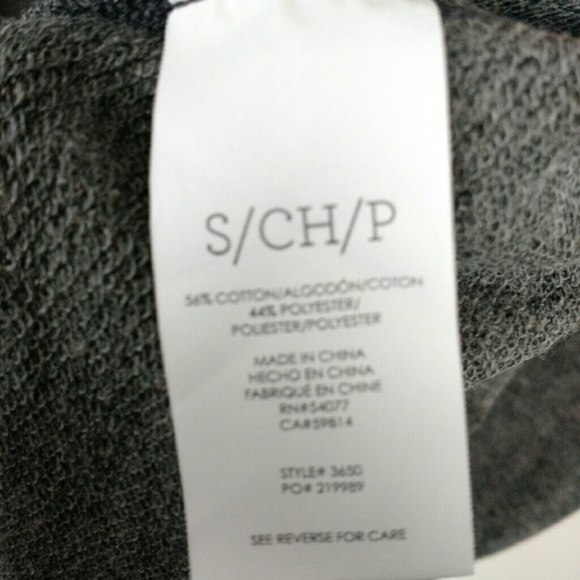 S/CH/P
56% COTTON/ALGODÓN/COTON
44% POLYESTER/
POLIESTER/POLYESTER
MADE IN CHINA
HECHO EN CHINA
FABRIQUÉ EN CHINE
RN#54077
CA#59814
STYLE# 3650
PO# 219989
SEE REVERSE FOR CARE